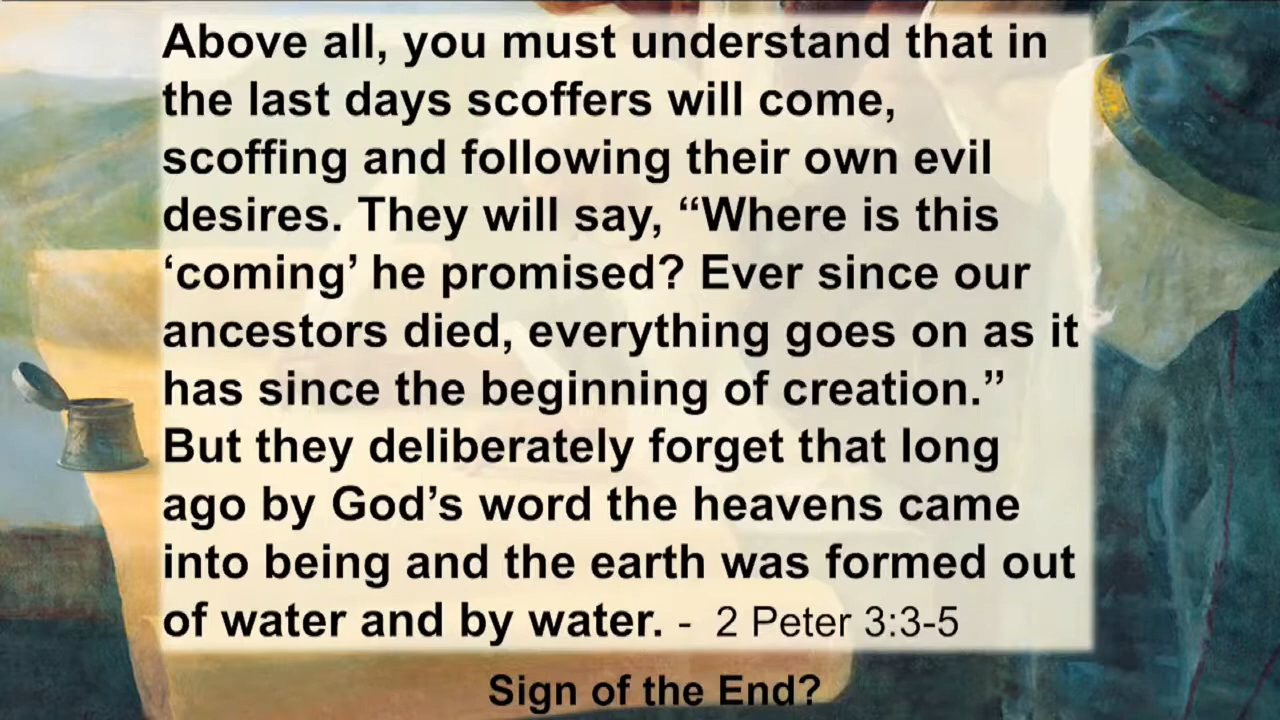 Above all, you must understand that in
the last days scoffers will come,
scoffing and following their own evil
desires. They will say, “Where is this
‘coming’ he promised? Ever since our
ancestors died, everything goes on as it
has since the beginning of creation.”
But they deliberately forget that long
ago by God’s word the heavens came
into being and the earth was formed out
of water and by water. - 2 Peter 3:3-5
Sign of the End?